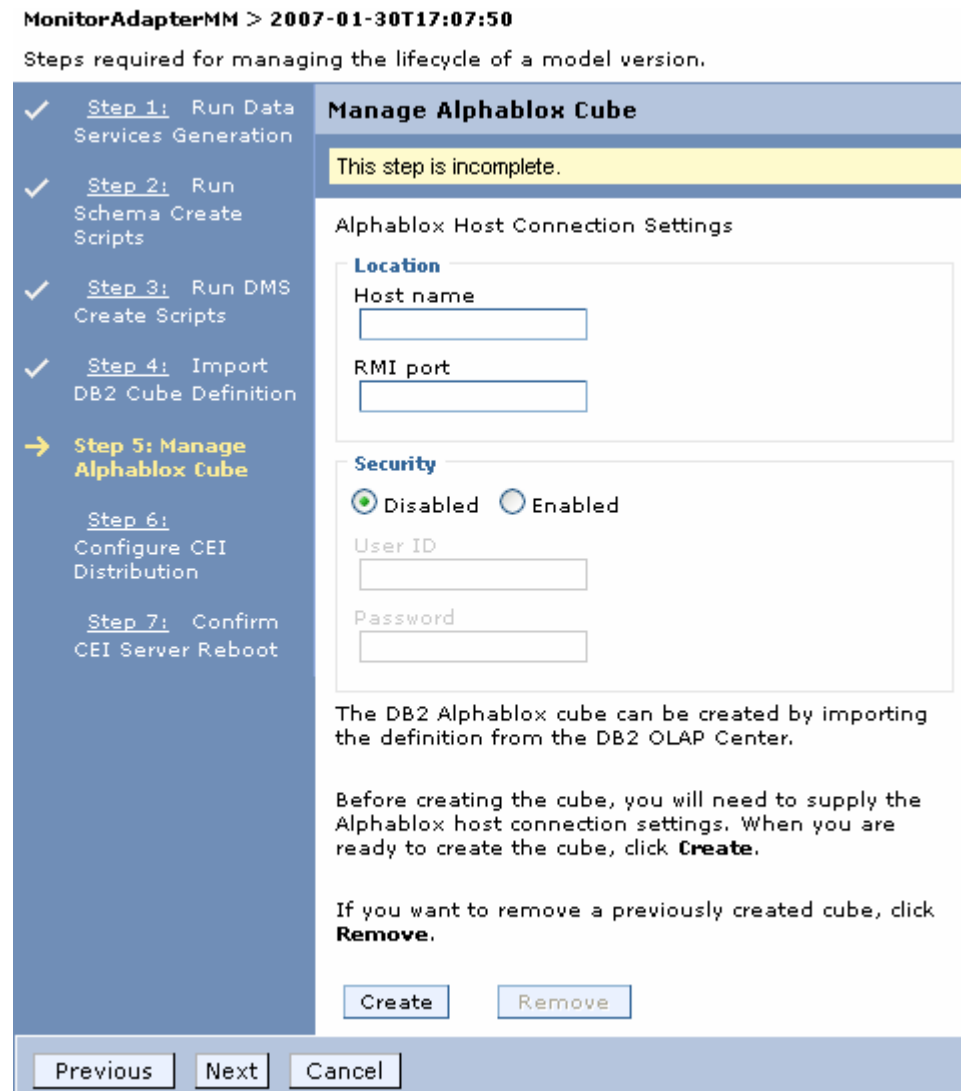 MonitorAdapterMM > 2007-01-30T17:07:50
Steps required for managing the lifecycle of a model version.
Step 1: Run Data
Services Generation
Step 2: Run
Schema Create
Scripts
Step 3: Run DMS
Create Scripts
Step 4: Import
DB2 Cube Definition
Step 5: Manage
Alphablox Cube
Step 6:
Configure CEI
Distribution
Step 7: Confirm
CEI Server Reboot
Manage Alphablox Cube
This step is incomplete.
Alphablox Host Connection Settings
Location
Host name
RMI port
Security
Disabled Enabled
User ID
Password
The DB2 Alphablox cube can be created by importing
the definition from the DB2 OLAP Center.
Before creating the cube, you will need to supply the
Alphablox host connection settings. When you are
ready to create the cube, click Create.
If you want to remove a previously created cube, click
Remove.
Create Remove
Previous Next Cancel